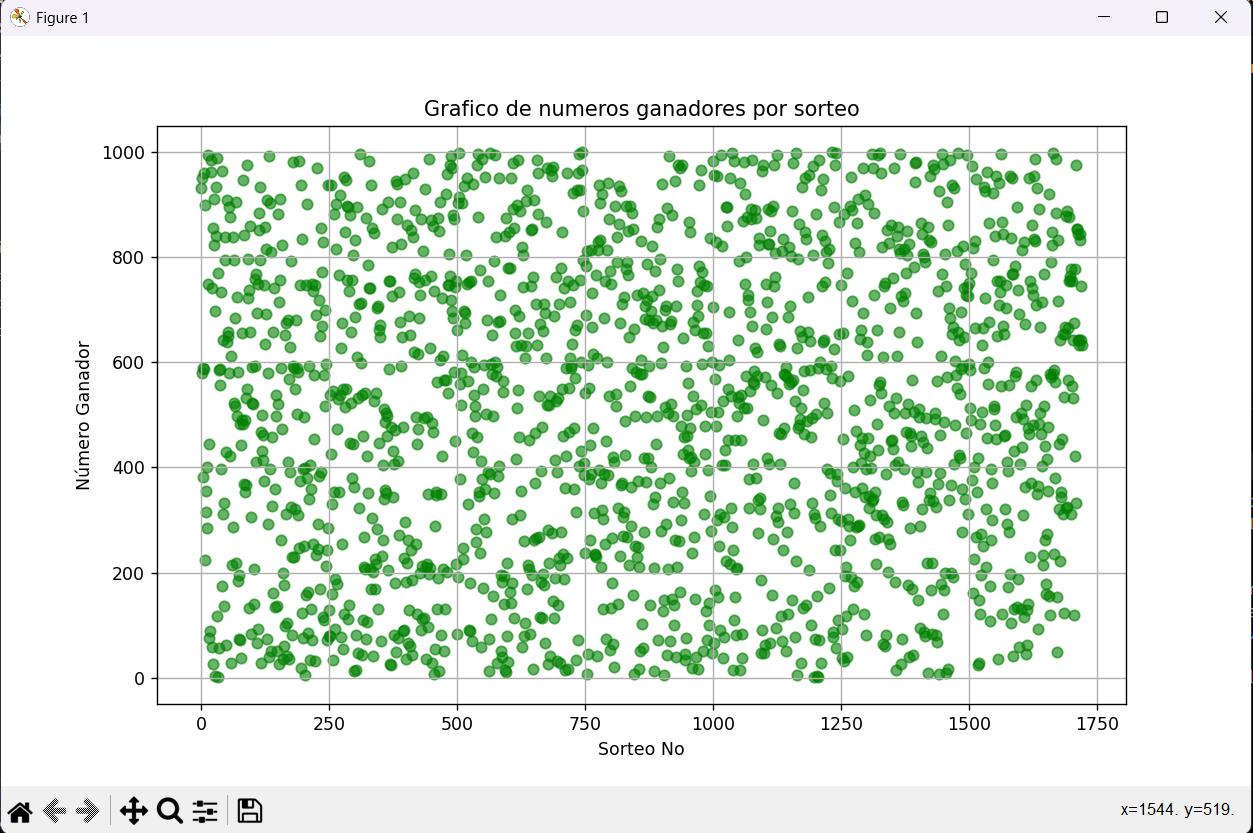 Figure 1
Grafico de numeros ganadores por sorteo
1000
800
600
400
200
0
Número Ganador
0 250 500 750 1000 1250 1500 1750
Sorteo No
x=1544. y=519.